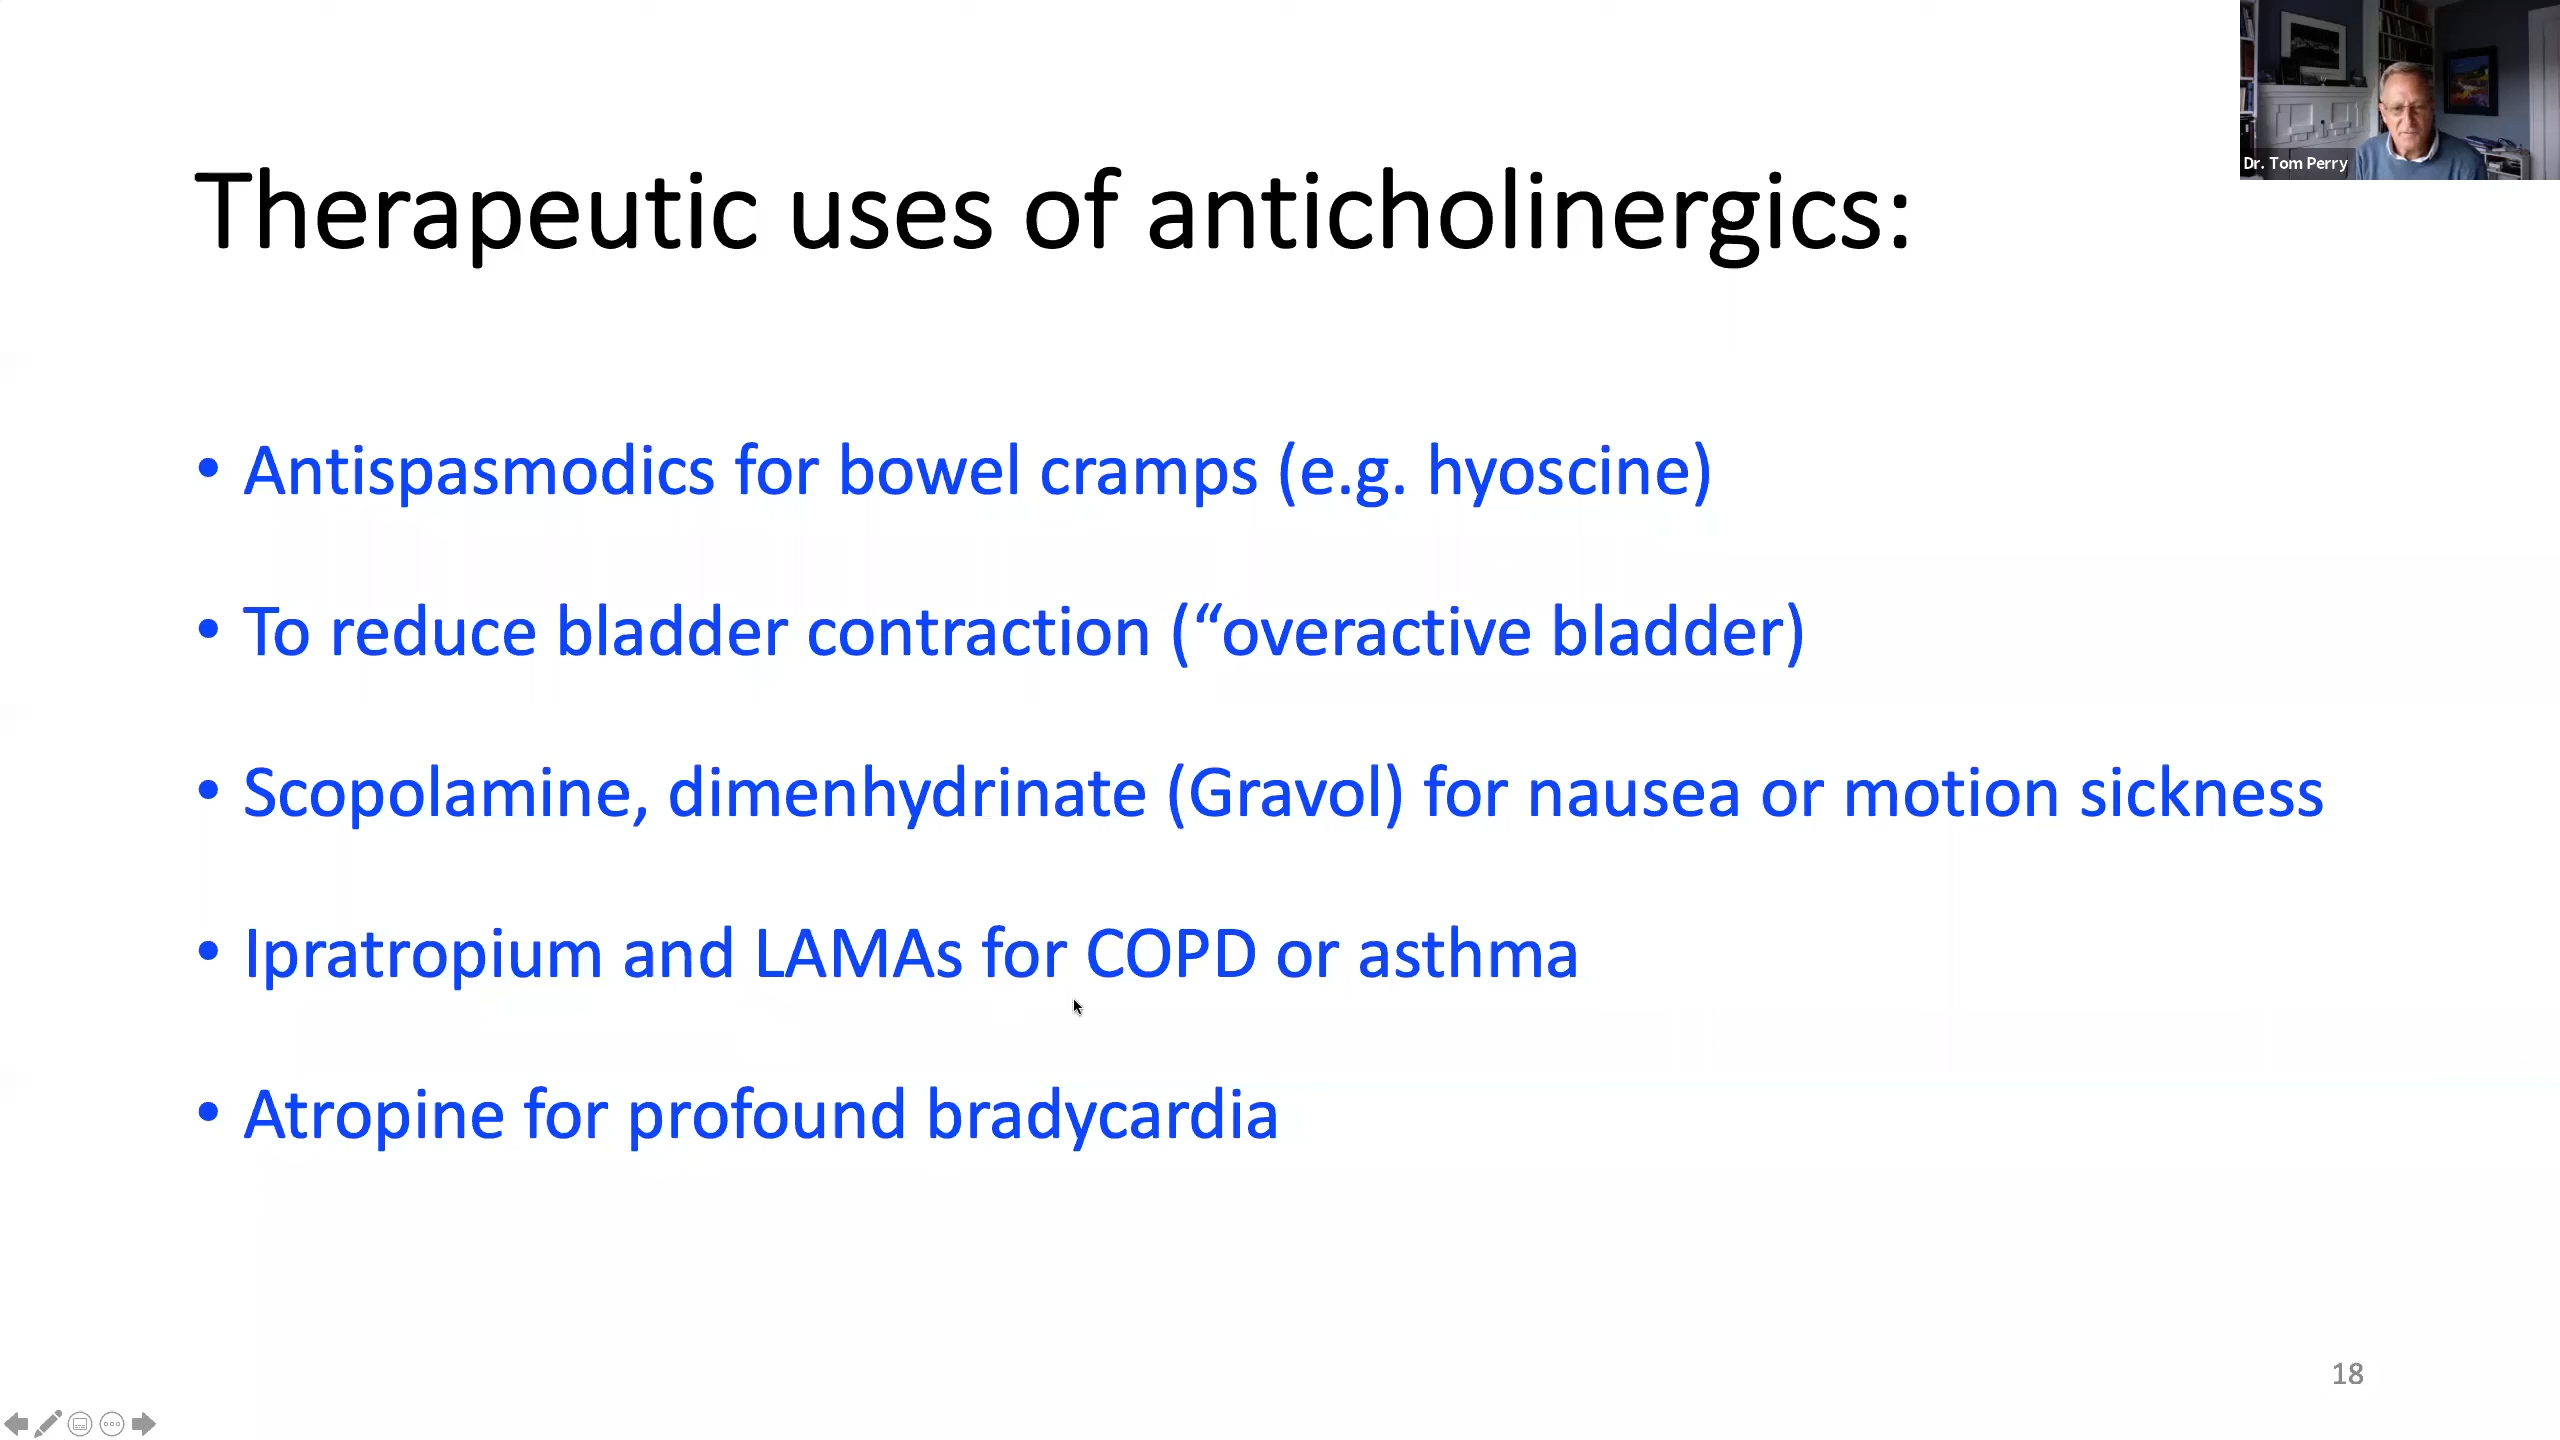 Dr. Tom Perry
Therapeutic uses of anticholinergics:
• Antispasmodics for bowel cramps (e.g. hyoscine)
• To reduce bladder contraction (“overactive bladder)
• Scopolamine, dimenhydrinate (Gravol) for nausea or motion sickness
• Ipratropium and LAMAs for COPD or asthma
• Atropine for profound bradycardia
18